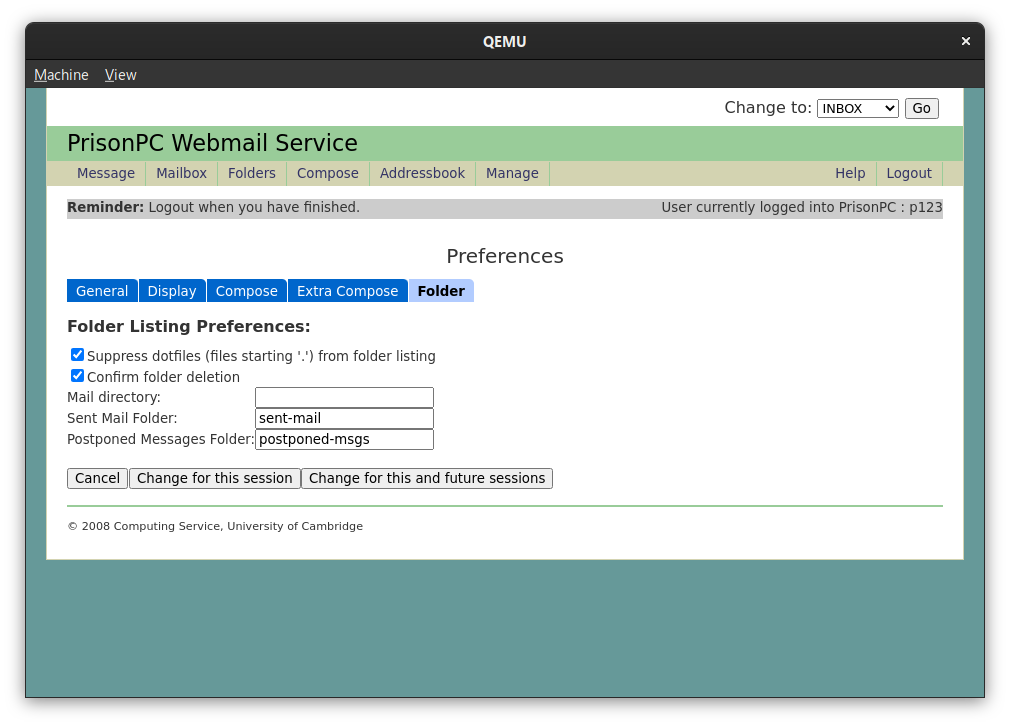 QEMU ×
Machine View
Change to: INBOX Go
PrisonPC Webmail Service
Message Mailbox Folders Compose Addressbook Manage Help Logout
Reminder: Logout when you have finished. User currently logged into PrisonPC : p123
Preferences
General Display Compose Extra Compose Folder
Folder Listing Preferences:
Suppress dotfiles (files starting '.') from folder listing
Confirm folder deletion
Mail directory:
Sent Mail Folder: sent-mail
Postponed Messages Folder: postponed-msgs
Cancel Change for this session Change for this and future sessions
© 2008 Computing Service, University of Cambridge